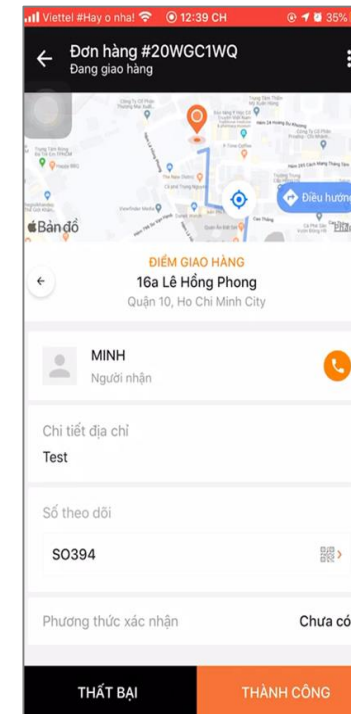 Viettel #Hay o nha! 12:39 CH 35%
Đơn hàng #20WGC1WQ
Đang giao hàng
Bản đồ
Điều hướng
ĐIỂM GIAO HÀNG
16a Lê Hồng Phong
Quận 10, Ho Chi Minh City
MINH
Người nhận
Chi tiết địa chỉ
Test
Số theo dõi
SO394
Phương thức xác nhận Chưa có
THẤT BẠI THÀNH CÔNG